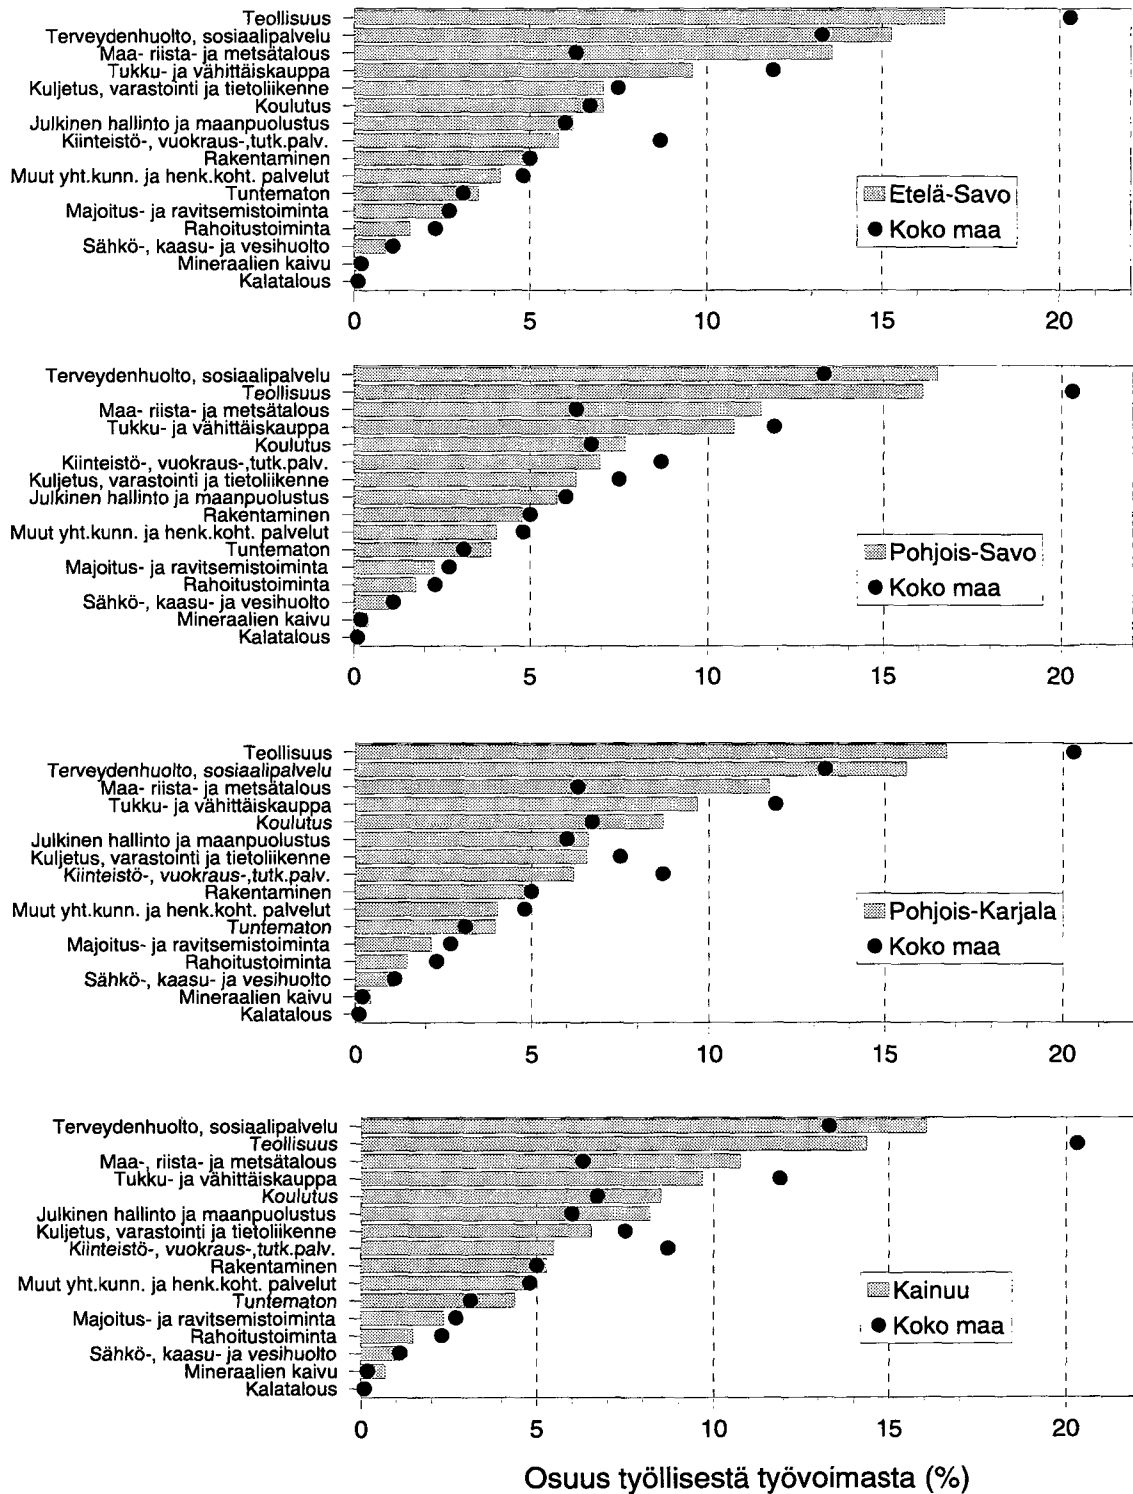 Teollisuus
Terveydenhuolto, sosiaalipalvelu
Maa- riista- ja metsätalous
Tukku- ja vähittäiskauppa
Kuljetus, varastointi ja tietoliikenne
Koulutus
Julkinen hallinto ja maanpuolustus
Kiinteistö-, vuokraus-,tutk.palv.
Rakentaminen
Muut yht.kunn. ja henk.koht. palvelut
Tuntematon
Majoitus- ja ravitsemistoiminta
Rahoitustoiminta
Sähkö-, kaasu- ja vesihuolto
Mineraalien kaivu
Kalatalous
Etelä-Savo
Koko maa
0 5 10 15 20
Terveydenhuolto, sosiaalipalvelu
Teollisuus
Maa- riista- ja metsätalous
Tukku- ja vähittäiskauppa
Koulutus
Kiinteistö-, vuokraus-,tutk.palv.
Kuljetus, varastointi ja tietoliikenne
Julkinen hallinto ja maanpuolustus
Rakentaminen
Muut yht.kunn. ja henk.koht. palvelut
Tuntematon
Majoitus- ja ravitsemistoiminta
Rahoitustoiminta
Sähkö-, kaasu- ja vesihuolto
Mineraalien kaivu
Kalatalous
Pohjois-Savo
Koko maa
0 5 10 15 20
Teollisuus
Terveydenhuolto, sosiaalipalvelu
Maa- riista- ja metsätalous
Tukku- ja vähittäiskauppa
Koulutus
Julkinen hallinto ja maanpuolustus
Kuljetus, varastointi ja tietoliikenne
Kiinteistö-, vuokraus-,tutk.palv.
Rakentaminen
Muut yht.kunn. ja henk.koht. palvelut
Tuntematon
Majoitus- ja ravitsemistoiminta
Rahoitustoiminta
Sähkö-, kaasu- ja vesihuolto
Mineraalien kaivu
Kalatalous
Pohjois-Karjala
Koko maa
0 5 10 15 20
Terveydenhuolto, sosiaalipalvelu
Teollisuus
Maa-, riista- ja metsätalous
Tukku- ja vähittäiskauppa
Koulutus
Julkinen hallinto ja maanpuolustus
Kuljetus, varastointi ja tietoliikenne
Kiinteistö-, vuokraus-,tutk.palv.
Rakentaminen
Muut yht.kunn. ja henk.koht. palvelut
Tuntematon
Majoitus- ja ravitsemistoiminta
Rahoitustoiminta
Sähkö-, kaasu- ja vesihuolto
Mineraalien kaivu
Kalatalous
Kainuu
Koko maa
0 5 10 15 20
Osuus työllisestä työvoimasta (%)